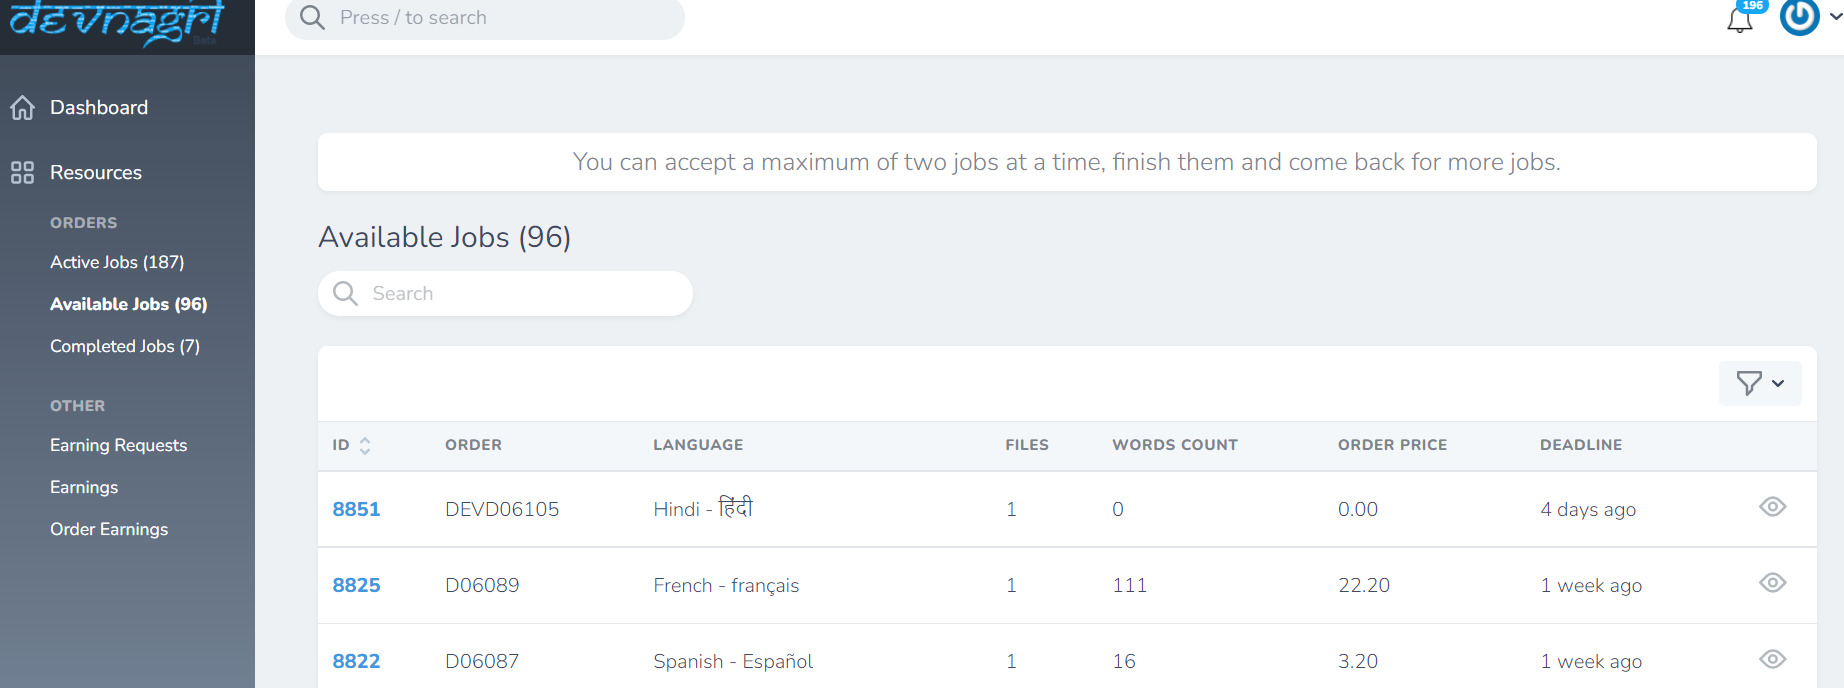 devnagri
Beta
Press / to search
196
Dashboard
Resources
ORDERS
Active Jobs (187)
Available Jobs (96)
Completed Jobs (7)
OTHER
Earning Requests
Earnings
Order Earnings
You can accept a maximum of two jobs at a time, finish them and come back for more jobs.
Available Jobs (96)
Search
ID ORDER LANGUAGE FILES WORDS COUNT ORDER PRICE DEADLINE
8851 DEVD06105 Hindi - हिंदी 1 0 0.00 4 days ago
8825 D06089 French - français 1 111 22.20 1 week ago
8822 D06087 Spanish - Español 1 16 3.20 1 week ago